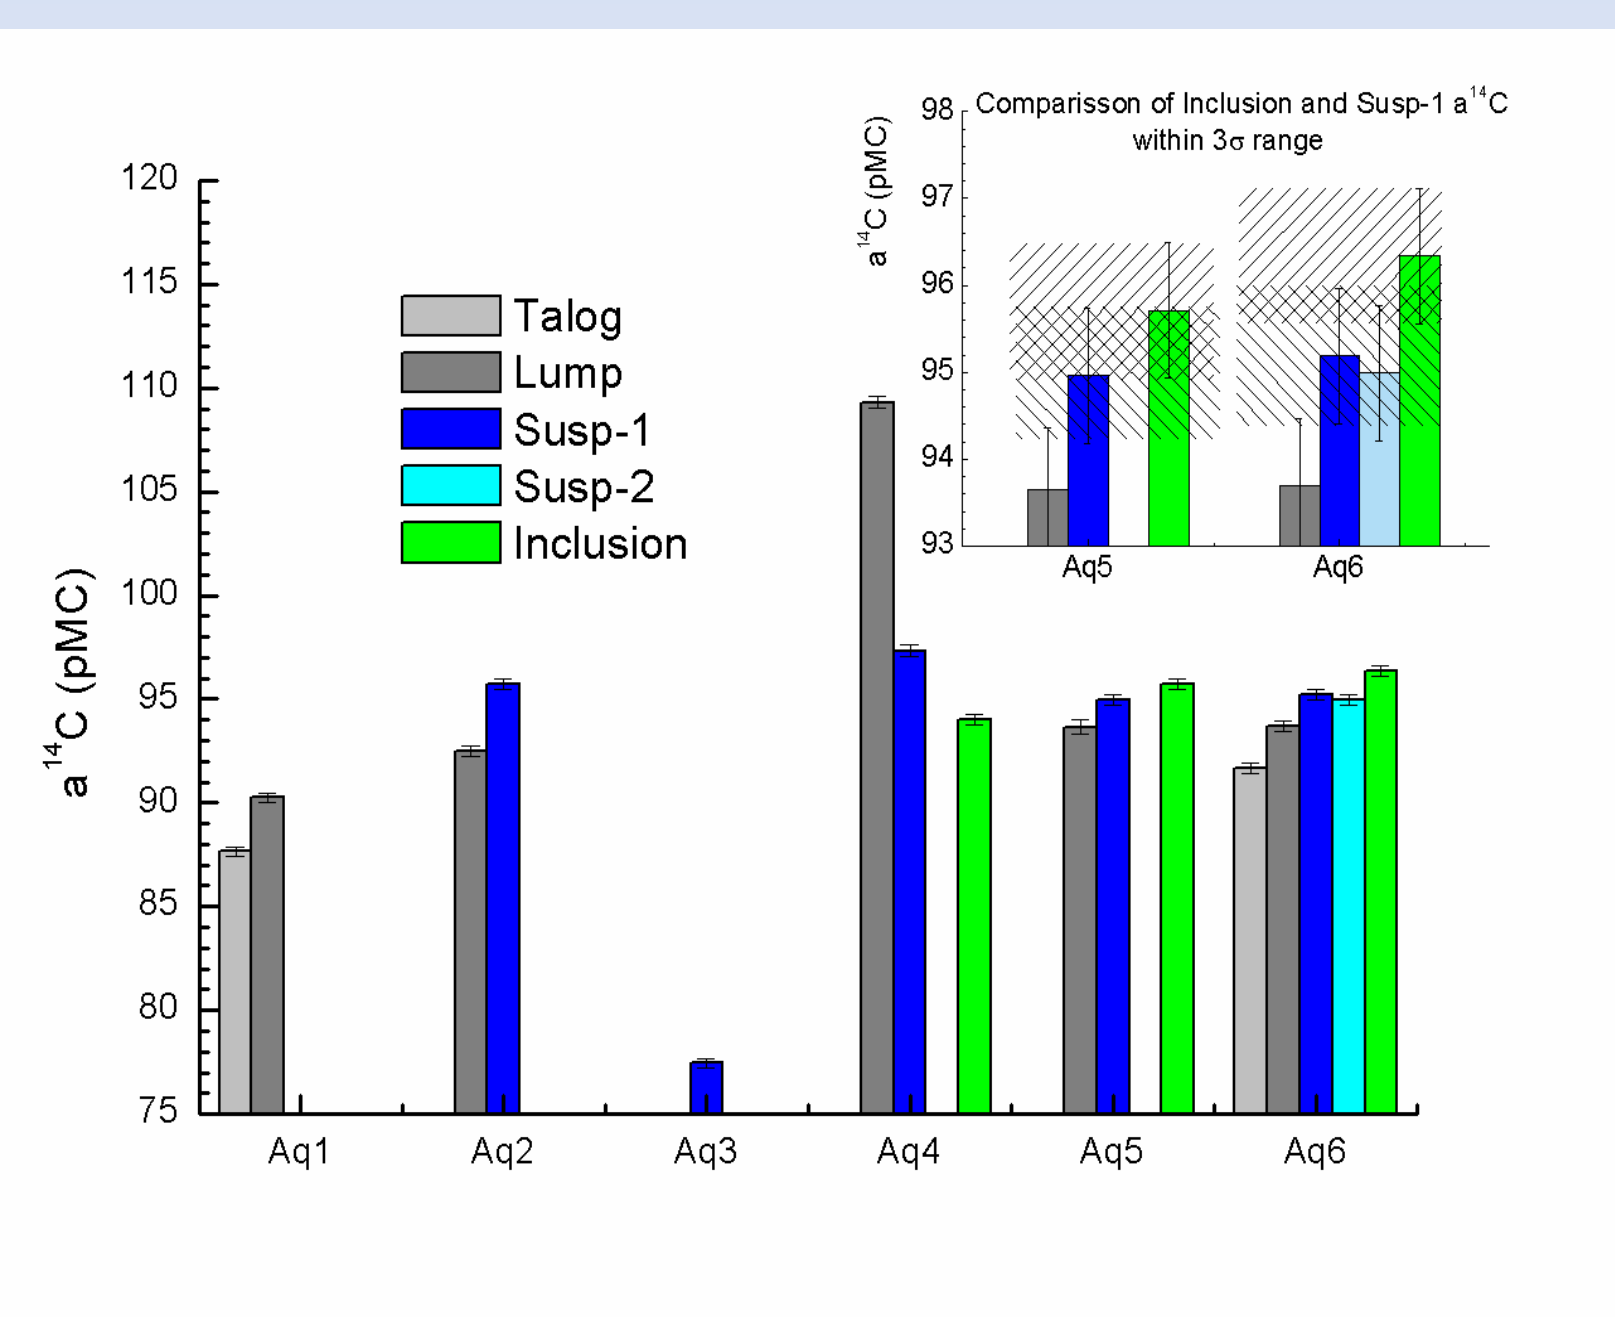 98
Comparisson of Inclusion and Susp-1 a¹⁴C
within 3σ range
a¹⁴C (pMC)
97
96
95
94
93
Aq5
Aq6
120
115
110
105
100
95
90
85
80
75
a¹⁴C (pMC)
Talog
Lump
Susp-1
Susp-2
Inclusion
Aq1
Aq2
Aq3
Aq4
Aq5
Aq6